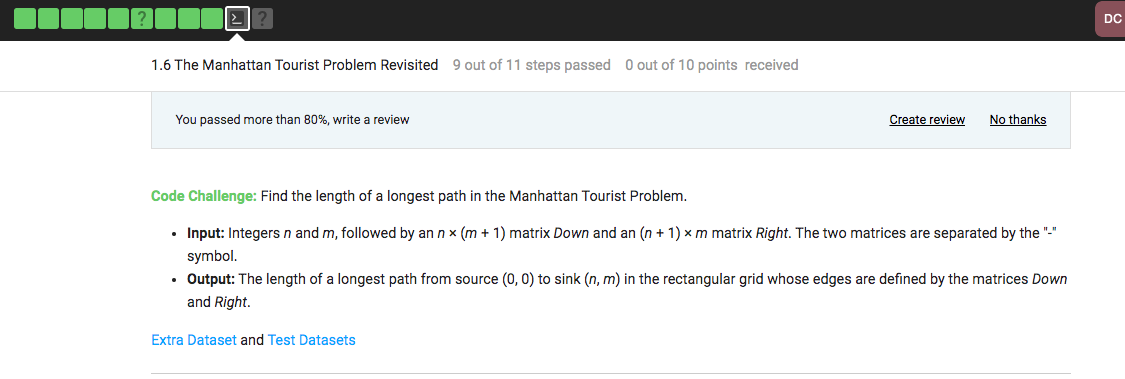 ?
>_
?
DC
1.6 The Manhattan Tourist Problem Revisited 9 out of 11 steps passed 0 out of 10 points received
You passed more than 80%, write a review Create review No thanks
Code Challenge: Find the length of a longest path in the Manhattan Tourist Problem.
• Input: Integers n and m, followed by an n × (m + 1) matrix Down and an (n + 1) × m matrix Right. The two matrices are separated by the "-"
symbol.
• Output: The length of a longest path from source (0, 0) to sink (n, m) in the rectangular grid whose edges are defined by the matrices Down
and Right.
Extra Dataset and Test Datasets